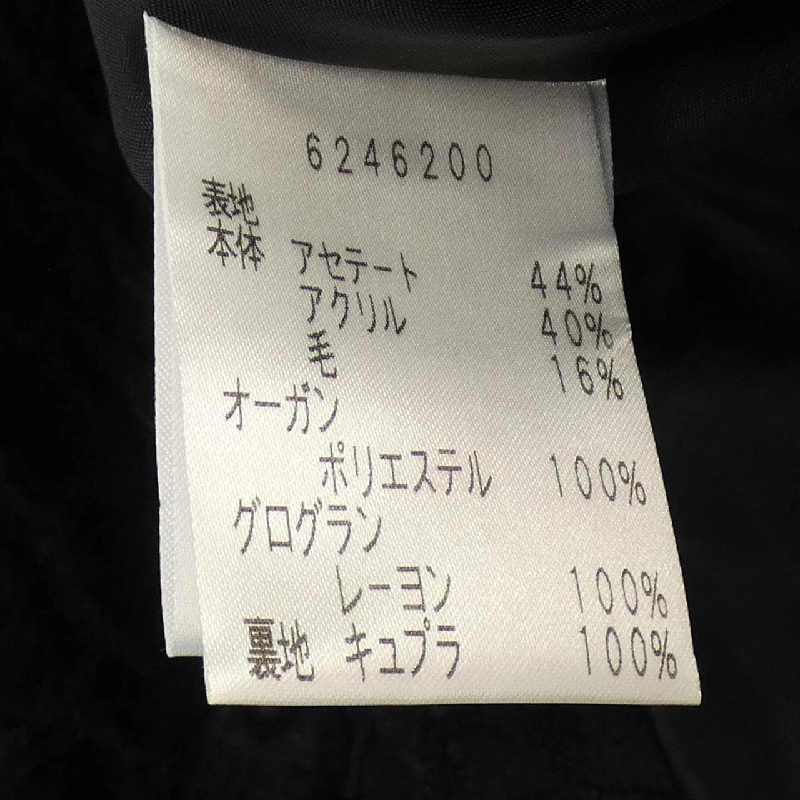 6246200
表地
本体 アセテート 44%
アクリル 40%
毛 16%
オーガン
ポリエステル 100%
グログラン
レーヨン 100%
裏地 キュプラ 100%